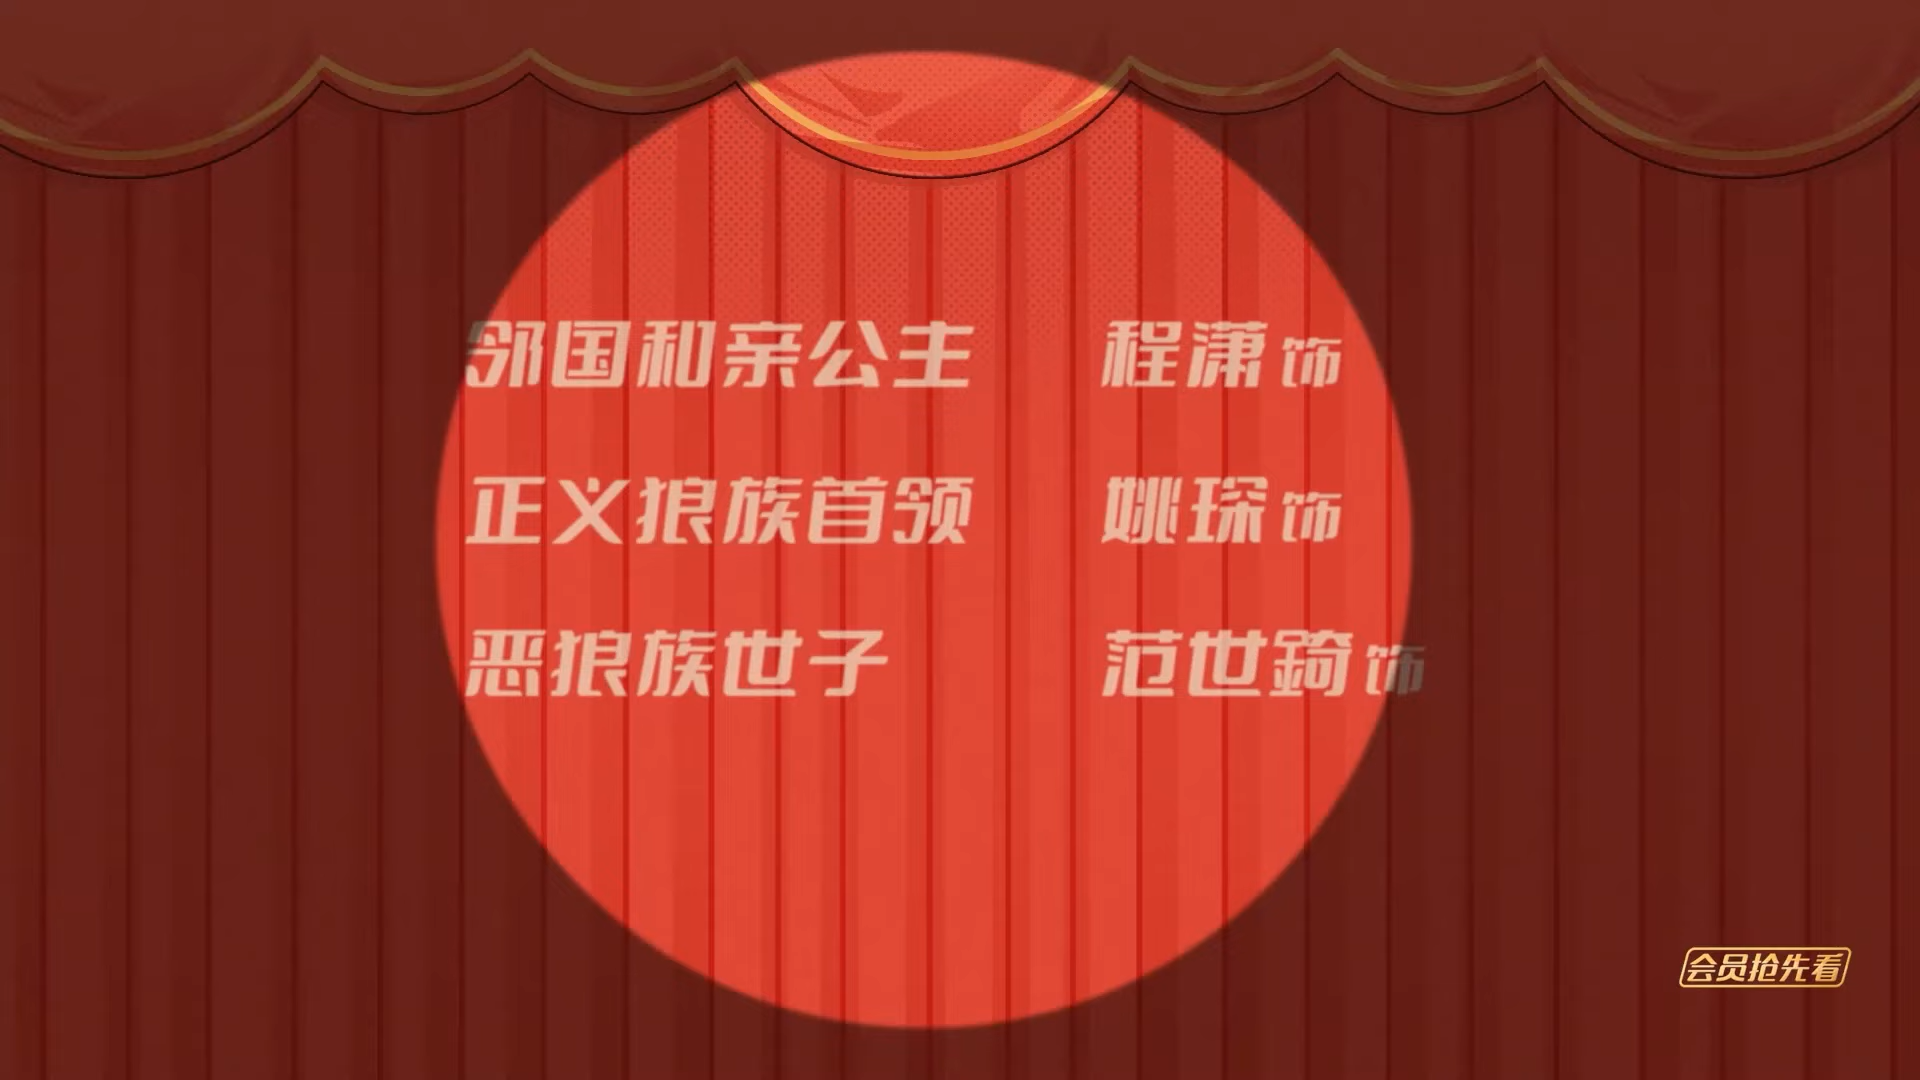 邻国和亲公主 程潇 饰
正义狼族首领 姚琛 饰
恶狼族世子 范世錡 饰
会员抢先看